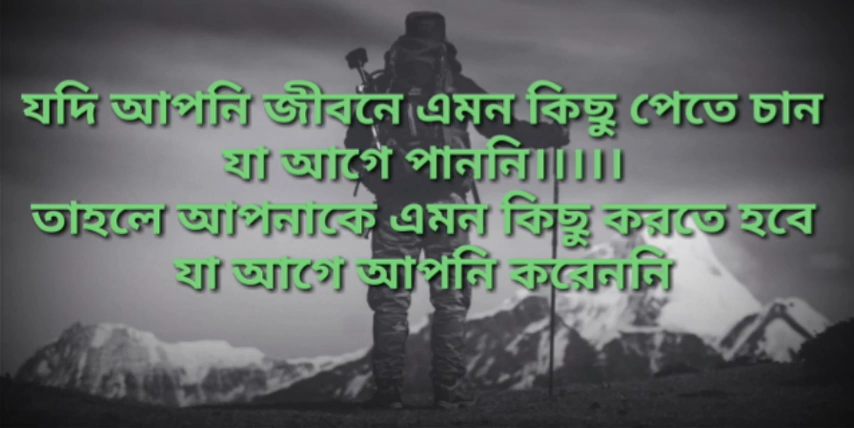 যদি আপনি জীবনে এমন কিছু পেতে চান
যা আগে পাননি।।।।।
তাহলে আপনাকে এমন কিছু করতে হবে
যা আগে আপনি করেননি